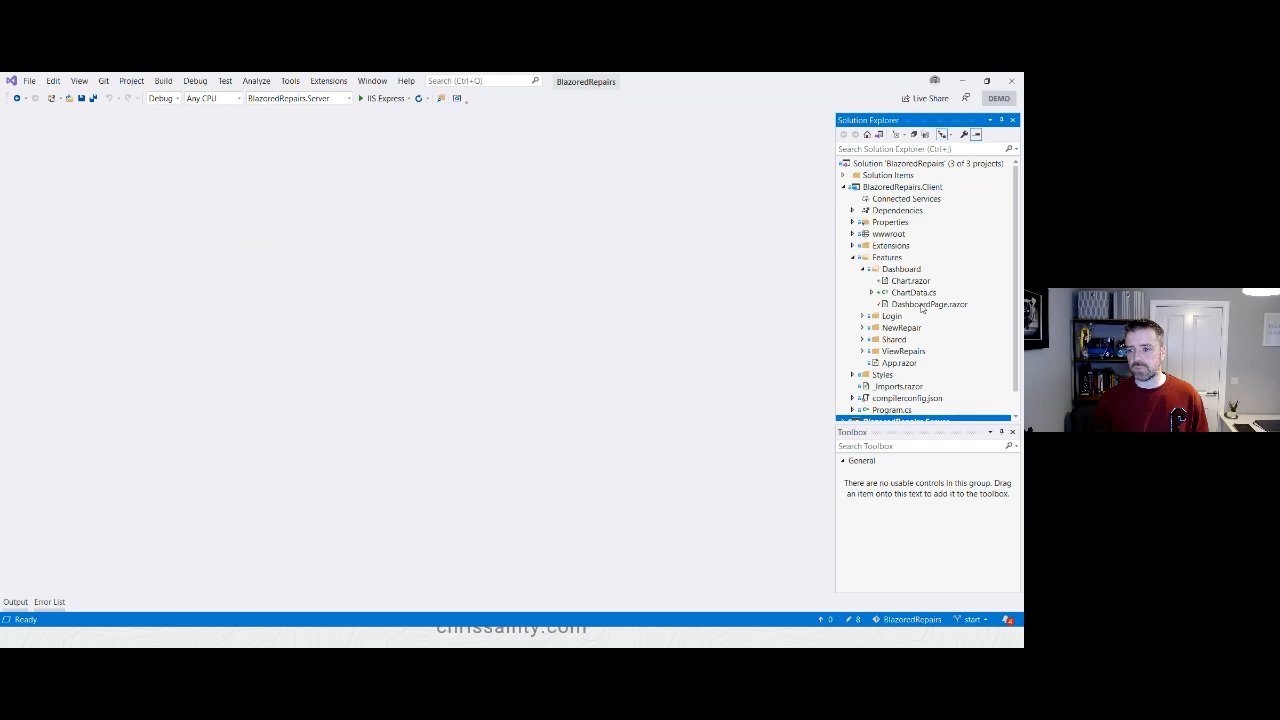 File Edit View Git Project Build Debug Test Analyze Tools Extensions Window Help Search (Ctrl+Q) BlazoredRepairs
Debug Any CPU BlazoredRepairs.Server IIS Express Live Share DEMO
Solution Explorer
Search Solution Explorer (Ctrl+;)
Solution 'BlazoredRepairs' (3 of 3 projects)
Solution Items
BlazoredRepairs.Client
Connected Services
Dependencies
Properties
wwwroot
Extensions
Features
Dashboard
Chart.razor
ChartData.cs
DashboardPage.razor
Login
NewRepair
Shared
ViewRepairs
App.razor
Styles
_Imports.razor
compilerconfig.json
Program.cs
Toolbox
Search Toolbox
General
There are no usable controls in this group. Drag
an item onto this text to add it to the toolbox.
Output Error List
Ready 0 8 BlazoredRepairs start 4
chrissainty.com